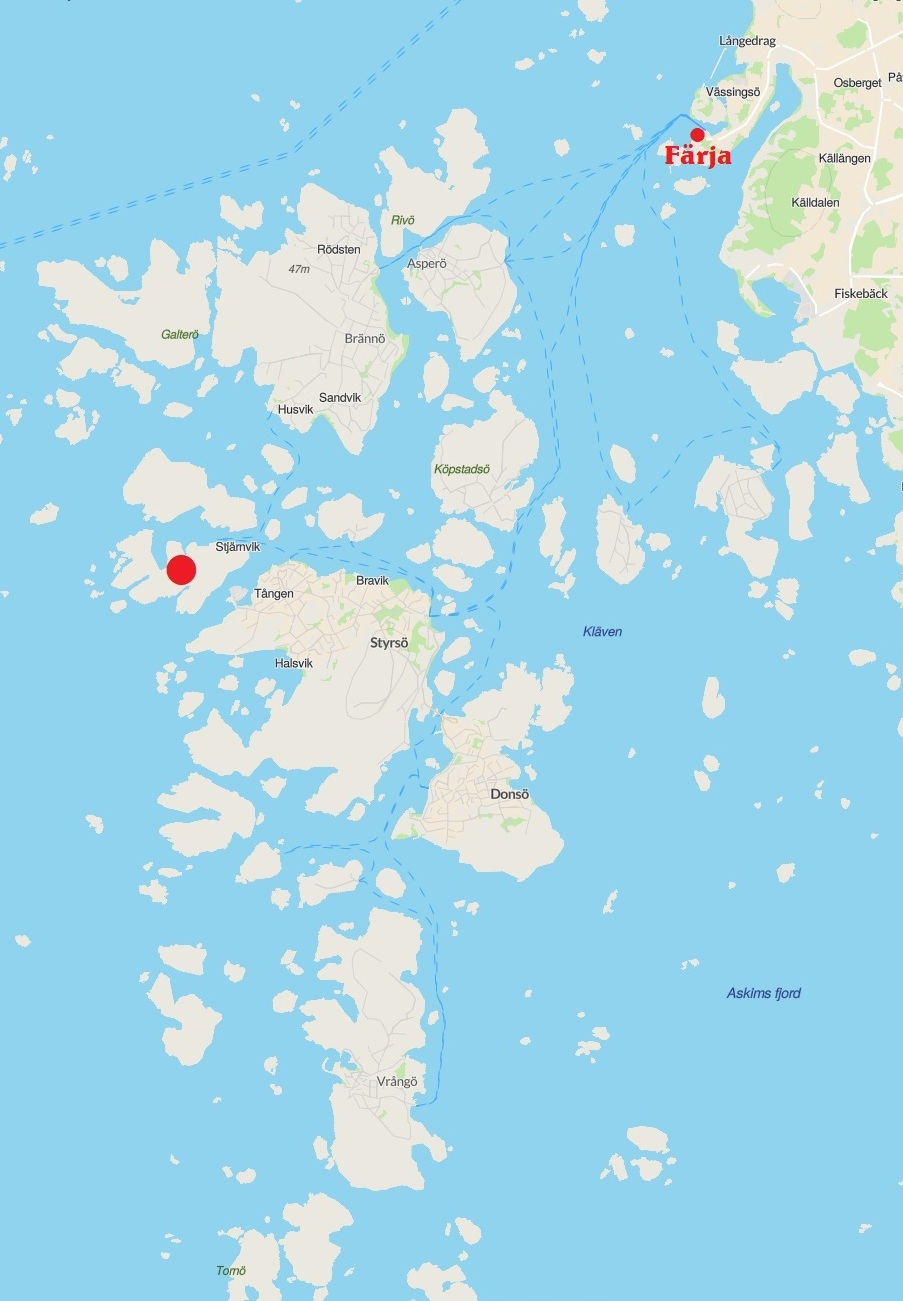 Långedrag
Osberget
På
Vässingsö
Färja
Källängen
Källdalen
Rivö
Rödsten
47m
Asperö
Fiskebäck
Galterö
Brännö
Sandvik
Husvik
Köpstadsö
Stjärnvik
Bravik
Tången
Kläven
Styrsö
Halsvik
Donsö
Askims fjord
Vrångö
Tornö